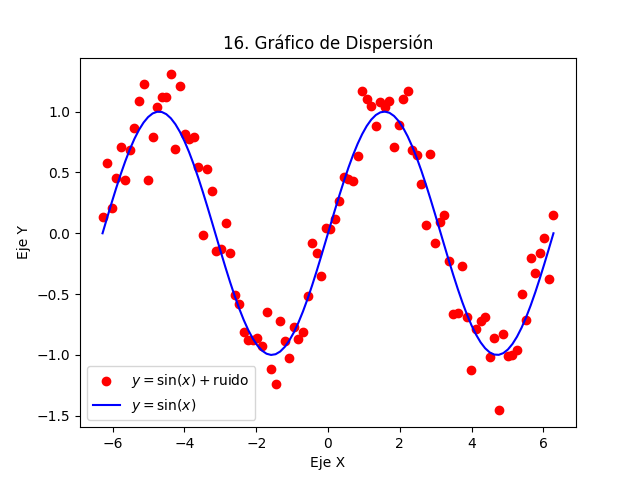 16. Gráfico de Dispersión
Eje Y
1.0
0.5
0.0
−0.5
−1.0
−1.5
y = sin(x) + ruido
y = sin(x)
−6 −4 −2 0 2 4 6
Eje X